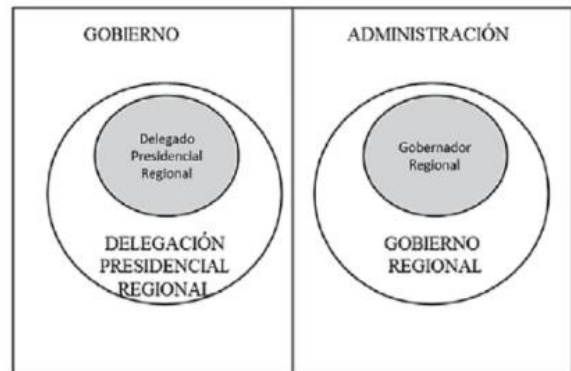 GOBIERNO
Delegado
Presidencial
Regional
DELEGACIÓN
PRESIDENCIAL
REGIONAL
ADMINISTRACIÓN
Gobernador
Regional
GOBIERNO
REGIONAL